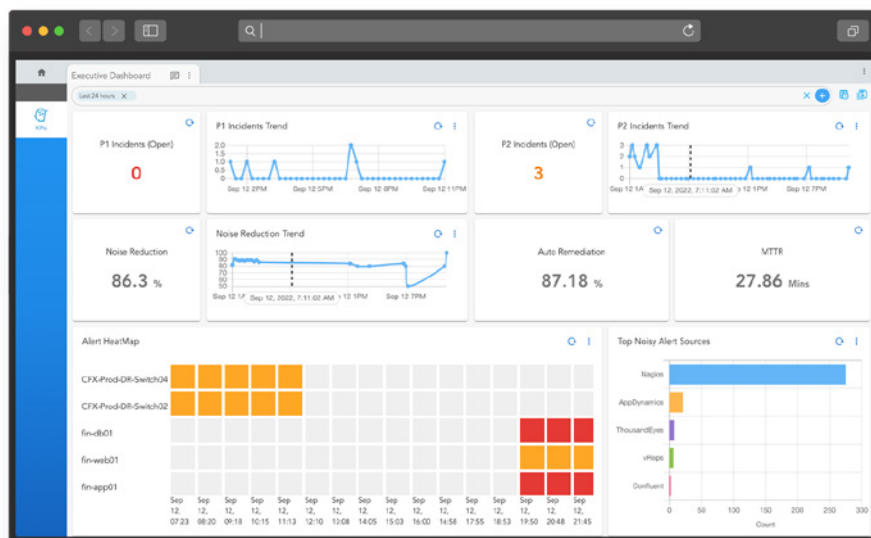 Executive Dashboard
Last 24 hours X
KPIs
P1 Incidents (Open)
0
P1 Incidents Trend
2.0
1.5
1.0
0.5
0
Sep 12 2PM Sep 12 5PM Sep 12 8PM Sep 12 11PM
P2 Incidents (Open)
3
P2 Incidents Trend
3
2
1
0
Sep 12 1A Sep 12, 2022, 7:11:02 AM 12 1PM Sep 12 7PM
Noise Reduction
86.3 %
Noise Reduction Trend
100
90
80
70
60
50
Sep 12 1A Sep 12, 2022, 7:11:02 AM 12 1PM Sep 12 7PM
Auto Remediation
87.18 %
MTTR
27.86 Mins
Alert HeatMap
CFX-Prod-DR-Switch04
CFX-Prod-DR-Switch02
fin-db01
fin-web01
fin-app01
Sep Sep Sep Sep Sep Sep Sep Sep Sep Sep Sep Sep Sep Sep Sep Sep
12, 12, 12, 12, 12, 12, 12, 12, 12, 12, 12, 12, 12, 12, 12, 12,
07:23 08:20 09:18 10:15 11:13 12:10 13:08 14:05 15:03 16:00 16:58 17:55 18:53 19:50 20:48 21:45
Top Noisy Alert Sources
Nagios
AppDynamics
ThousandEyes
vRops
Confluent
0 50 100 150 200 250 300
Count